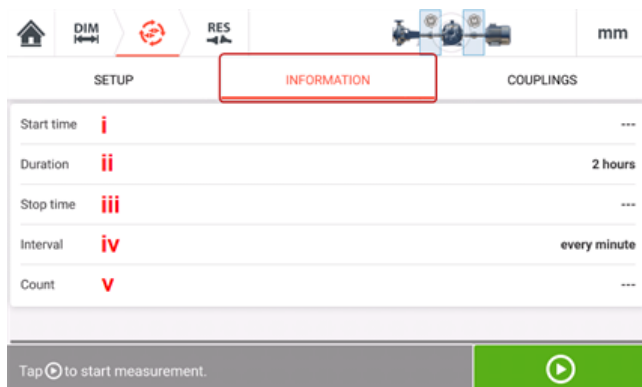 DIM RES mm
SETUP INFORMATION COUPLINGS
Start time i ---
Duration ii 2 hours
Stop time iii ---
Interval iv every minute
Count v ---
Tap to start measurement.